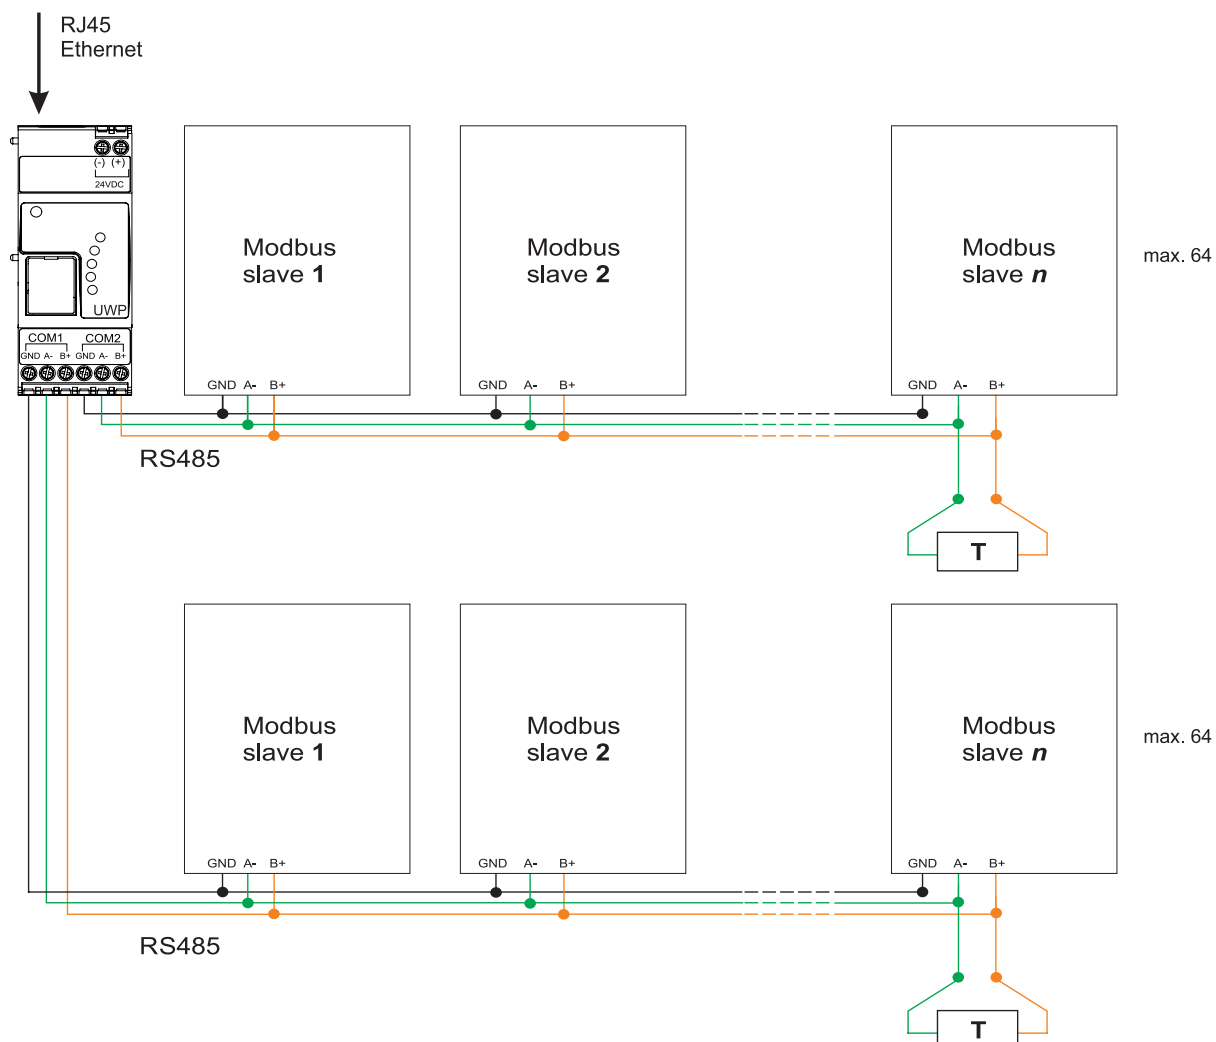 RJ45
Ethernet
(-) (+)
24VDC
UWP
COM1 COM2
GND A- B+ GND A- B+
Modbus
slave 1
Modbus
slave 2
Modbus
slave n
max. 64
GND A- B+
GND A- B+
GND A- B+
RS485
T
Modbus
slave 1
Modbus
slave 2
Modbus
slave n
max. 64
GND A- B+
GND A- B+
GND A- B+
RS485
T